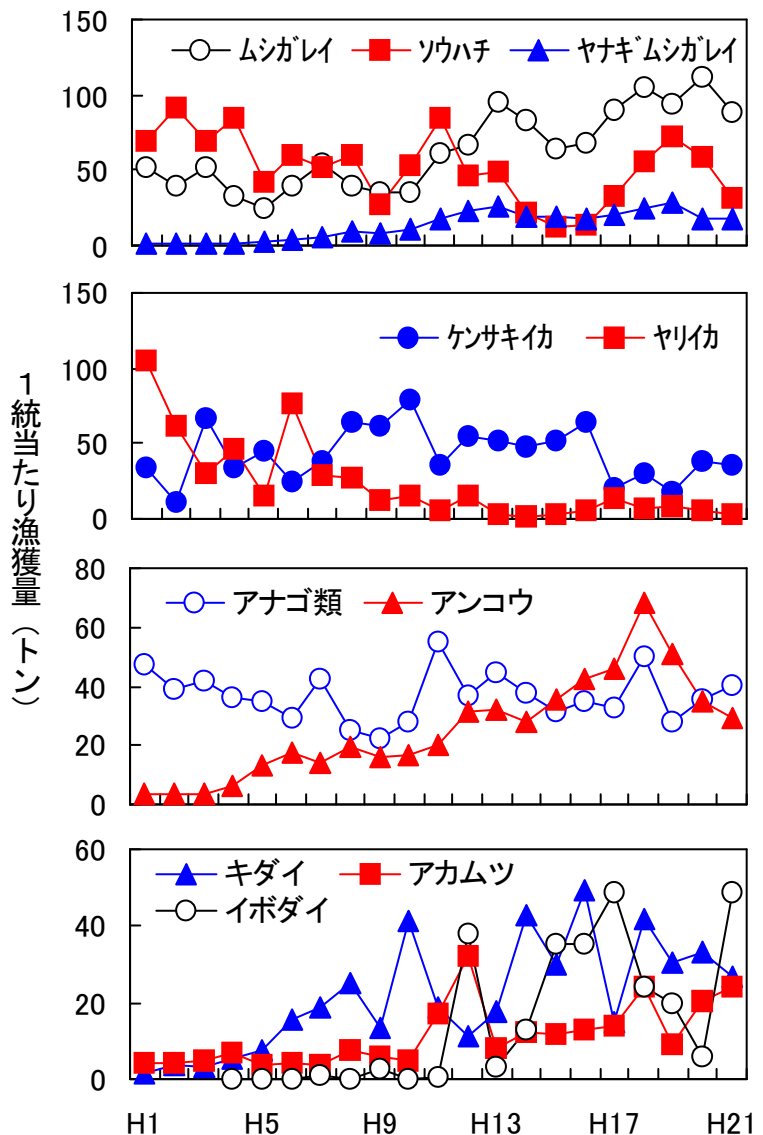 1統当たり漁獲量(トン)
150
100
50
0
ムシガレイ ソウハチ ヤナギムシガレイ
150
100
50
0
ケンサキイカ ヤリイカ
80
60
40
20
0
アナゴ類 アンコウ
60
40
20
0
キダイ アカムツ
イボダイ
H1 H5 H9 H13 H17 H21